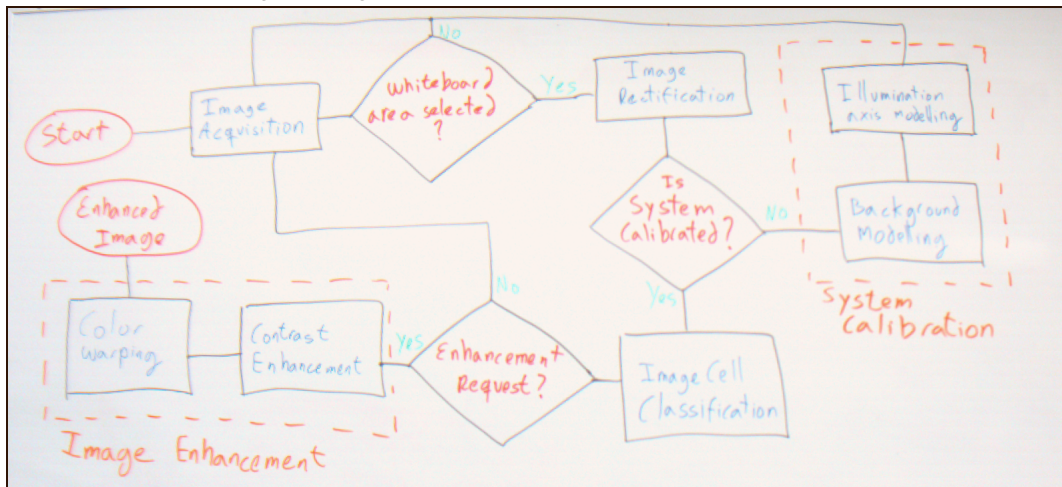 No
Whiteboard
area selected
?
Yes
Image
Rectification
Illumination
axis modelling
Image
Acquisition
Start
Is
System
Calibrated?
No
Background
Modelling
Enhanced
Image
Yes
System
Calibration
No
Color
Warping
Contrast
Enhancement
Yes
Enhancement
Request?
Image Cell
Classification
Image Enhancement